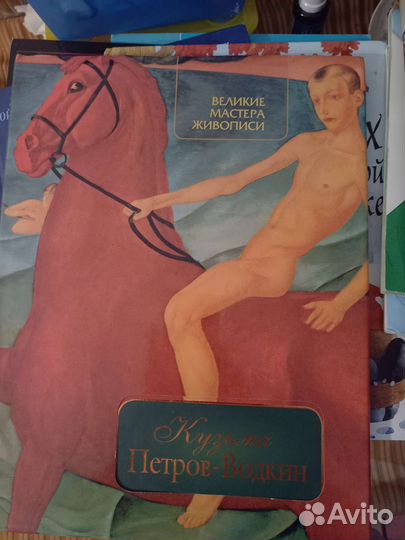 ВЕЛИКИЕ
МАСТЕРА
ЖИВОПИСИ
Кузьма
Петров-Водкин
Avito